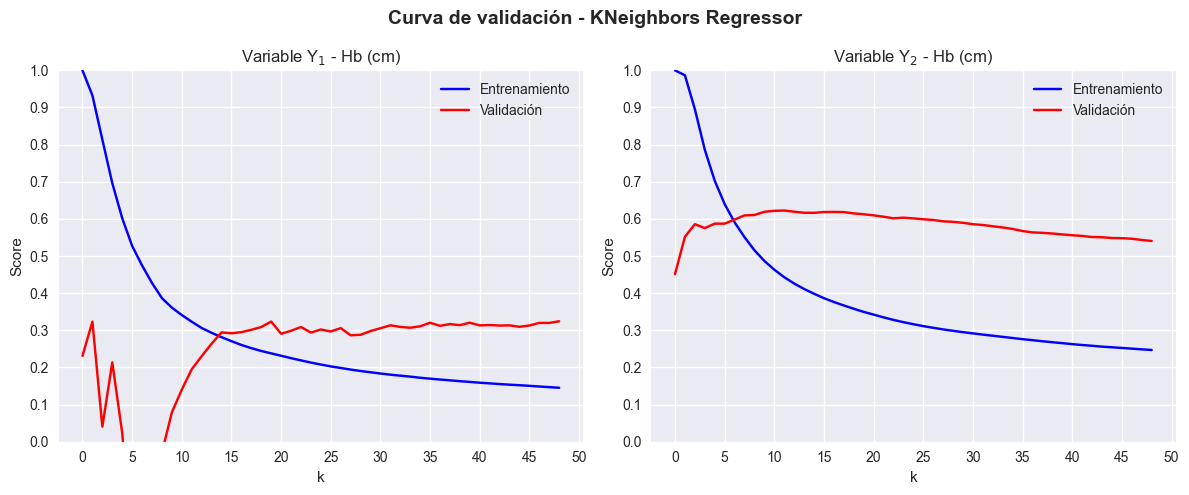 Curva de validación - KNeighbors Regressor
Variable Y₁ - Hb (cm)
1.0
0.9
0.8
0.7
0.6
0.5
0.4
0.3
0.2
0.1
0.0
Score
Entrenamiento
Validación
0 5 10 15 20 25 30 35 40 45 50
k
Variable Y₂ - Hb (cm)
1.0
0.9
0.8
0.7
0.6
0.5
0.4
0.3
0.2
0.1
0.0
Score
Entrenamiento
Validación
0 5 10 15 20 25 30 35 40 45 50
k